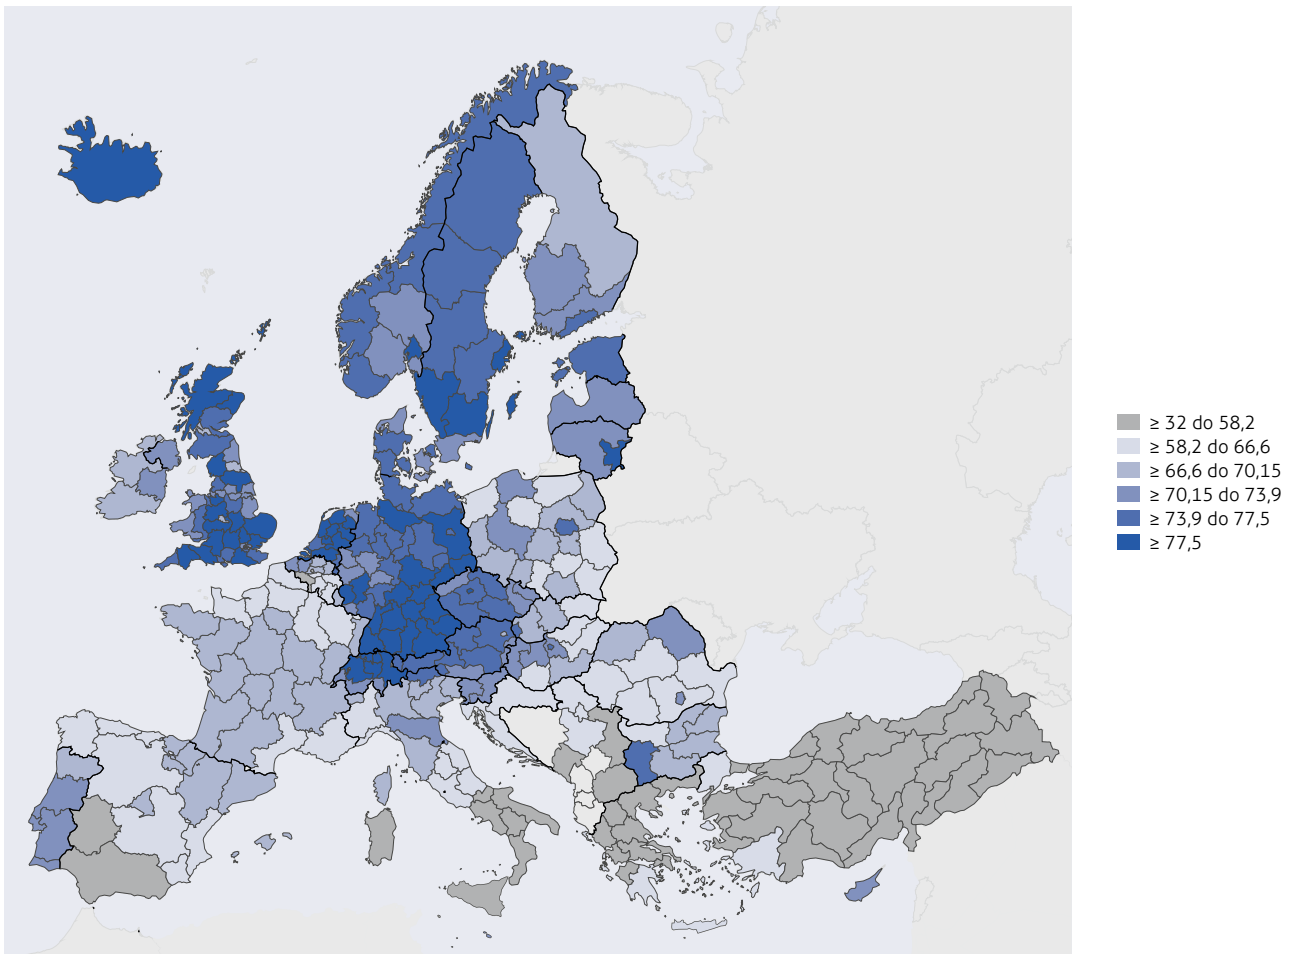 ≥ 32 do 58,2
≥ 58,2 do 66,6
≥ 66,6 do 70,15
≥ 70,15 do 73,9
≥ 73,9 do 77,5
≥ 77,5